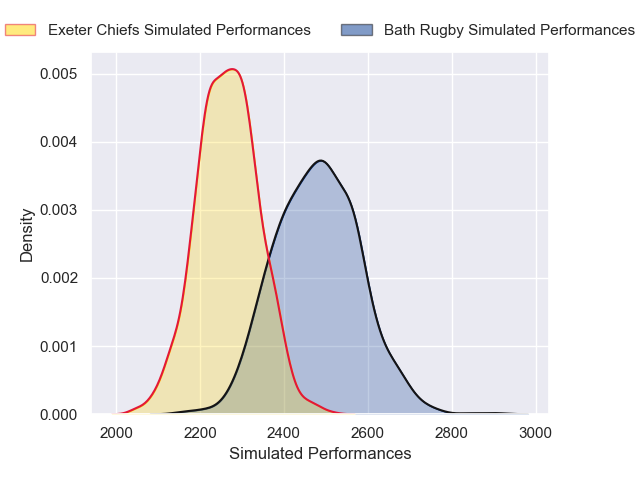 Exeter Chiefs Simulated Performances Bath Rugby Simulated Performances
0.005
0.004
0.003
0.002
0.001
0.000
Density
2000 2200 2400 2600 2800 3000
Simulated Performances